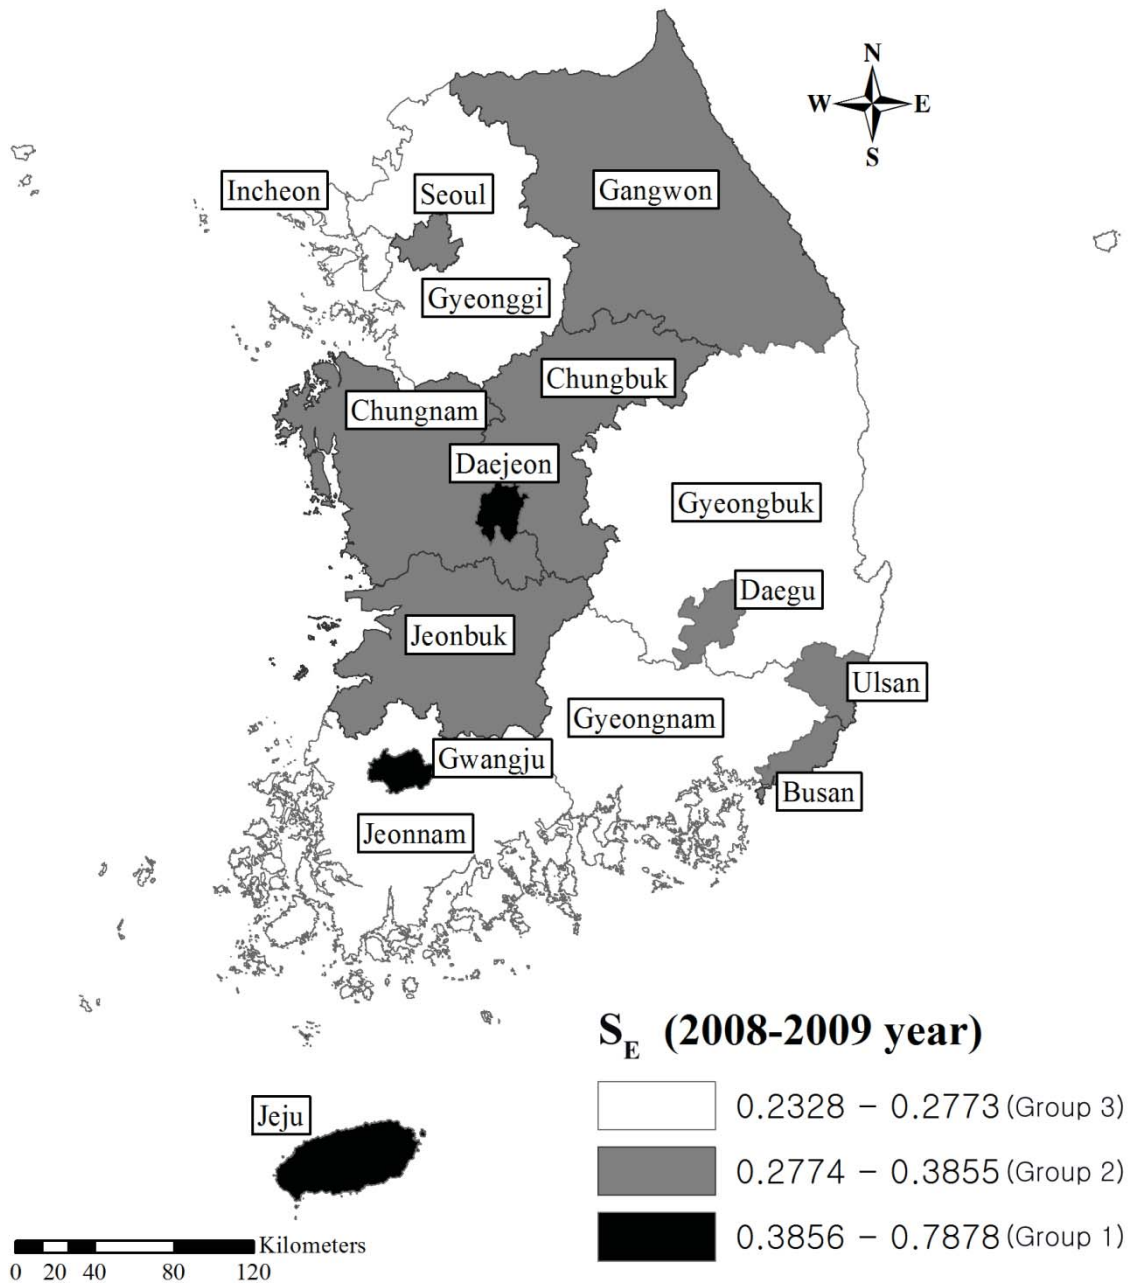 N
W E
S
Incheon
Seoul
Gangwon
Gyeonggi
Chungbuk
Chungnam
Daejeon
Gyeongbuk
Daegu
Jeonbuk
Ulsan
Gyeongnam
Gwangju
Busan
Jeonnam
S_E (2008-2009 year)
0.2328 - 0.2773 (Group 3)
0.2774 - 0.3855 (Group 2)
0.3856 - 0.7878 (Group 1)
Jeju
Kilometers
0 20 40 80 120